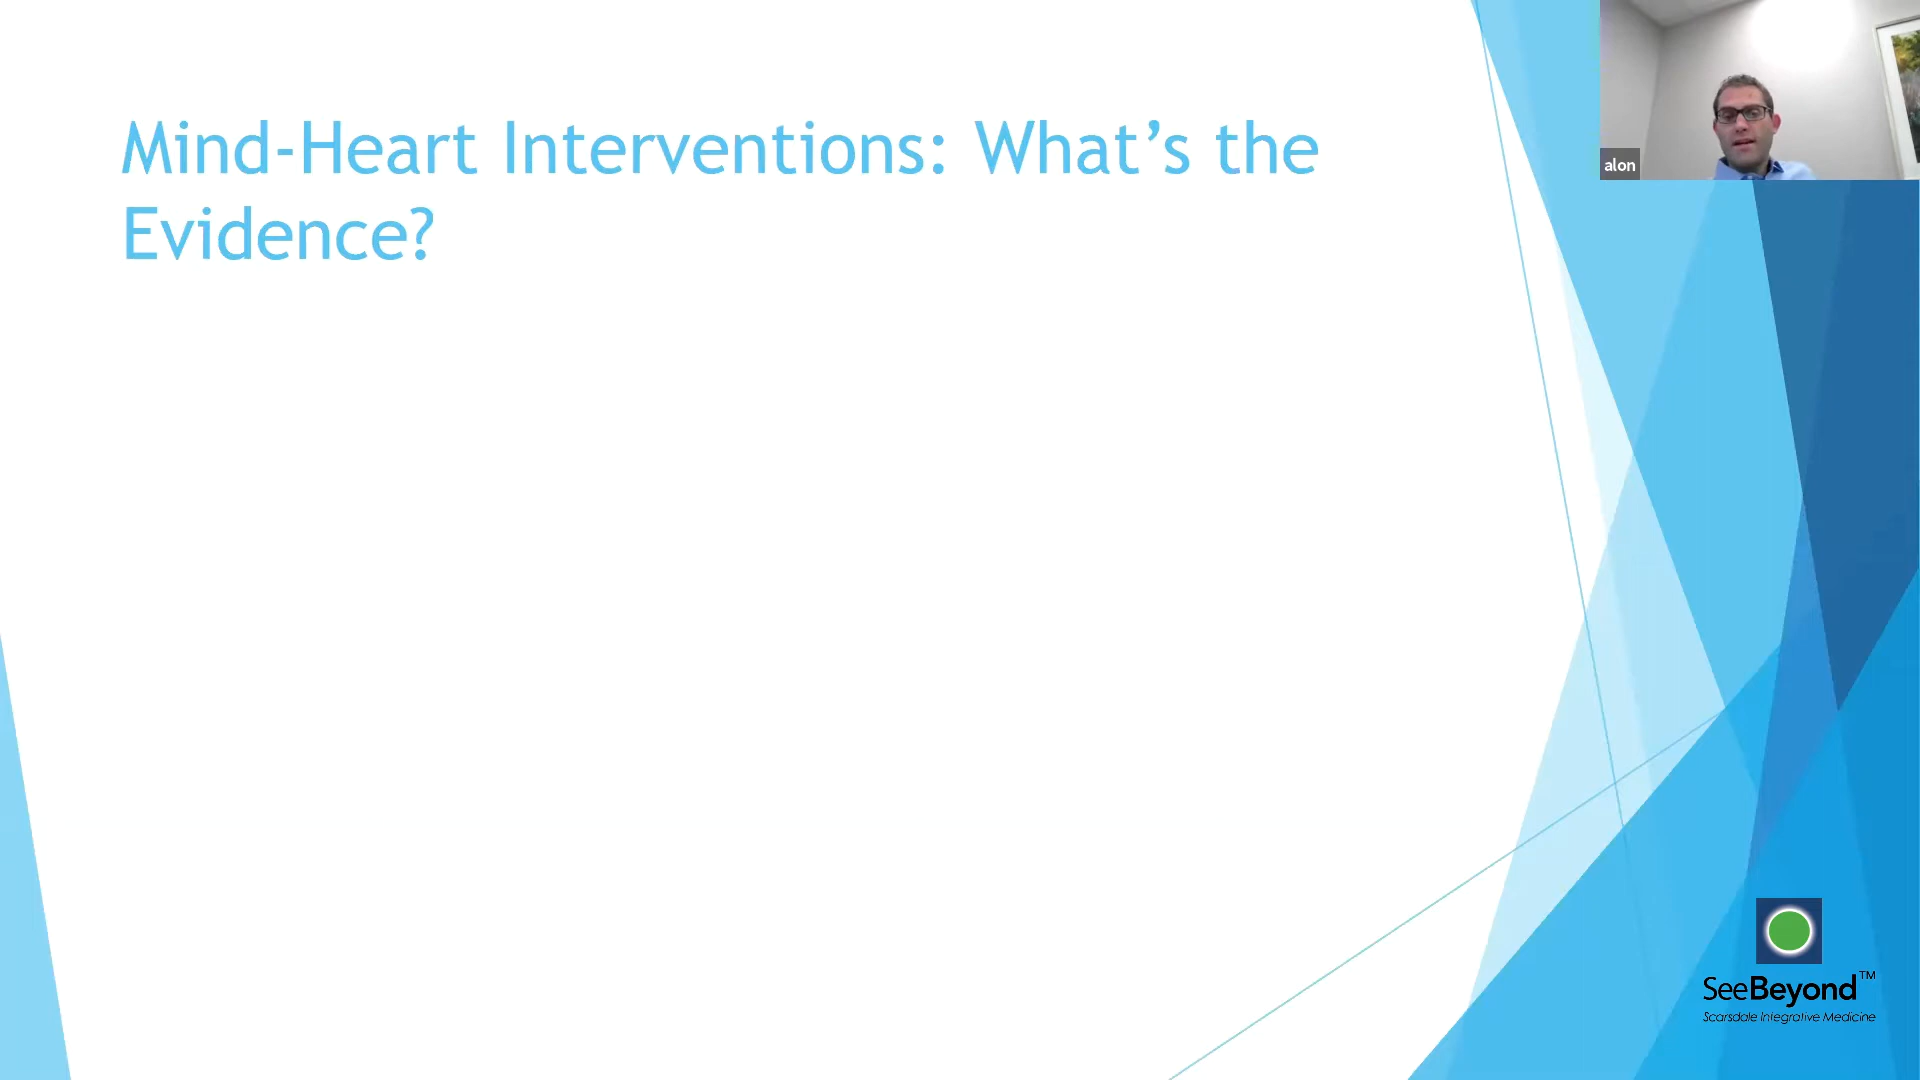 Mind-Heart Interventions: What’s the
Evidence?
alon
SeeBeyond™
Scarsdale Integrative Medicine